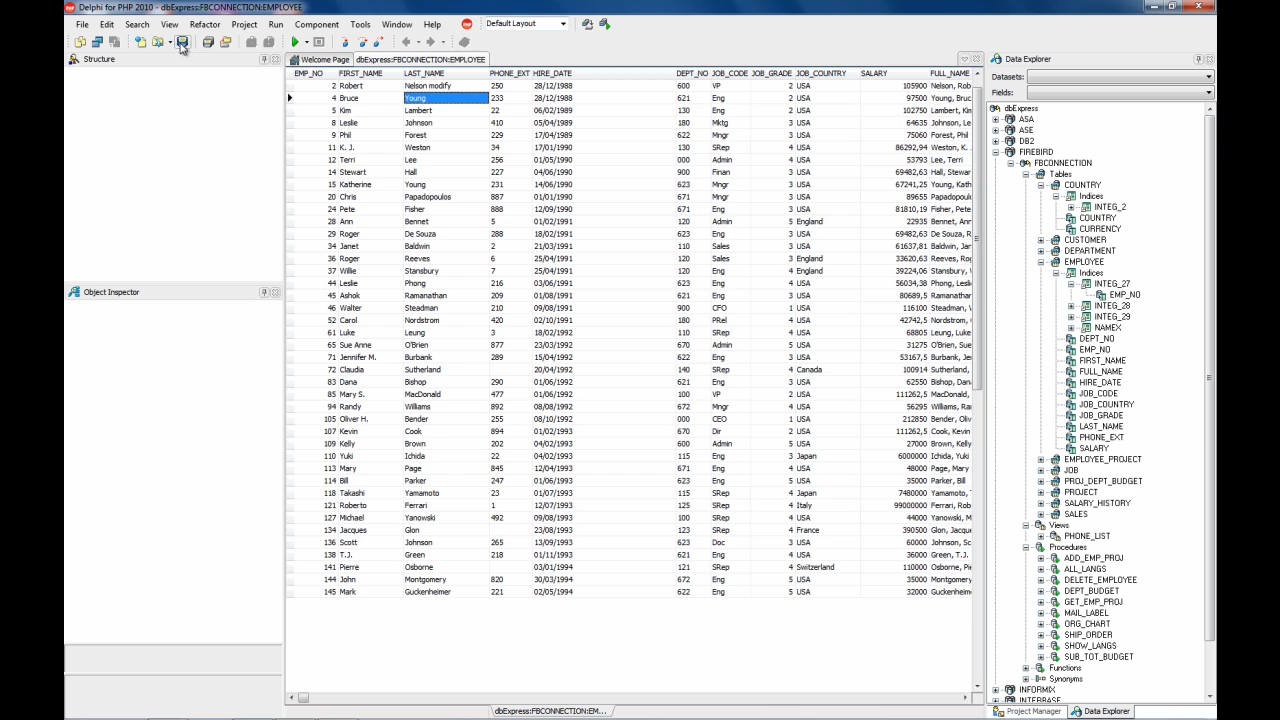 Delphi for PHP 2010 - dbExpress:FBCONNECTION:EMPLOYEE
File Edit Search View Refactor Project Run Component Tools Window Help Default Layout
Structure
Object Inspector
Welcome Page dbExpress:FBCONNECTION:EMPLOYEE
EMP_NO FIRST_NAME LAST_NAME PHONE_EXT HIRE_DATE DEPT_NO JOB_CODE JOB_GRADE JOB_COUNTRY SALARY FULL_NAME
2 Robert Nelson modify 250 28/12/1988 600 VP 2 USA 105900 Nelson, Rob
4 Bruce Young 233 28/12/1988 621 Eng 2 USA 97500 Young, Bruc
5 Kim Lambert 22 06/02/1989 130 Eng 2 USA 102750 Lambert, Kim
8 Leslie Johnson 410 05/04/1989 180 Mktg 3 USA 64635 Johnson, Les
9 Phil Forest 229 17/04/1989 622 Mngr 3 USA 75060 Forest, Phil
11 K. J. Weston 34 17/01/1990 130 SRep 4 USA 86292,94 Weston, K.
12 Terri Lee 256 01/05/1990 000 Admin 4 USA 53793 Lee, Terri
14 Stewart Hall 227 04/06/1990 900 Finan 3 USA 69482,63 Hall, Stewar
15 Katherine Young 231 14/06/1990 623 Mngr 3 USA 67241,25 Young, Kath
20 Chris Papadopoulos 887 01/01/1990 671 Mngr 3 USA 89655 Papadopoulo
24 Pete Fisher 888 12/09/1990 671 Eng 3 USA 81810,19 Fisher, Pete
28 Ann Bennet 5 01/02/1991 120 Admin 5 England 22935 Bennet, Ann
29 Roger De Souza 288 18/02/1991 623 Eng 3 USA 69482,63 De Souza, R
34 Janet Baldwin 2 21/03/1991 110 Sales 3 USA 61637,81 Baldwin, Jan
36 Roger Reeves 6 25/04/1991 120 Sales 3 England 33620,63 Reeves, Rog
37 Willie Stansbury 7 25/04/1991 120 Eng 4 England 39224,06 Stansbury, W
44 Leslie Phong 216 03/06/1991 623 Eng 4 USA 56034,38 Phong, Leslie
45 Ashok Ramanathan 209 01/08/1991 621 Eng 3 USA 80689,5 Ramanathan
46 Walter Steadman 210 09/08/1991 900 CFO 1 USA 116100 Steadman, W
52 Carol Nordstrom 420 02/10/1991 180 PRel 4 USA 42742,5 Nordstrom, C
61 Luke Leung 3 18/02/1992 110 SRep 4 USA 68805 Leung, Luke
65 Sue Anne O'Brien 877 23/03/1992 670 Admin 5 USA 31275 O'Brien, Sue
71 Jennifer M. Burbank 289 15/04/1992 622 Eng 3 USA 53167,5 Burbank, Jen
72 Claudia Sutherland 20/04/1992 140 SRep 4 Canada 100914 Sutherland,
83 Dana Bishop 290 01/06/1992 621 Eng 3 USA 62550 Bishop, Dana
85 Mary S. MacDonald 477 01/06/1992 100 VP 2 USA 111262,5 MacDonald, M
94 Randy Williams 892 08/08/1992 672 Mngr 4 USA 56295 Williams, Ran
105 Oliver H. Bender 255 08/10/1992 000 CEO 1 USA 212850 Bender, Olive
107 Kevin Cook 894 01/02/1993 670 Dir 2 USA 111262,5 Cook, Kevin
109 Kelly Brown 202 04/02/1993 600 Admin 5 USA 27000 Brown, Kelly
110 Yuki Ichida 22 04/02/1993 115 Eng 3 Japan 6000000 Ichida, Yuki
113 Mary Page 845 12/04/1993 671 Eng 4 USA 48000 Page, Mary
114 Bill Parker 247 01/06/1993 623 Eng 5 USA 35000 Parker, Bill
118 Takashi Yamamoto 23 01/07/1993 115 SRep 4 Japan 7480000 Yamamoto, T
121 Roberto Ferrari 1 12/07/1993 125 SRep 4 Italy 99000000 Ferrari, Robe
127 Michael Yanowski 492 09/08/1993 100 SRep 4 USA 44000 Yanowski, M
134 Jacques Glon 23/08/1993 123 SRep 4 France 390500 Glon, Jacque
136 Scott Johnson 265 13/09/1993 623 Doc 3 USA 60000 Johnson, Sco
138 T.J. Green 218 01/11/1993 621 Eng 4 USA 36000 Green, T.J.
141 Pierre Osborne 03/01/1994 121 SRep 4 Switzerland 110000 Osborne, Pie
144 John Montgomery 820 30/03/1994 672 Eng 5 USA 35000 Montgomery
145 Mark Guckenheimer 221 02/05/1994 622 Eng 5 USA 32000 Guckenheime
dbExpress:FBCONNECTION:EM...
Data Explorer
Datasets:
Fields:
dbExpress
ASA
ASE
DB2
FIREBIRD
FBCONNECTION
Tables
COUNTRY
Indices
INTEG_2
COUNTRY
CURRENCY
CUSTOMER
DEPARTMENT
EMPLOYEE
Indices
INTEG_27
EMP_NO
INTEG_28
INTEG_29
NAMEX
DEPT_NO
EMP_NO
FIRST_NAME
FULL_NAME
HIRE_DATE
JOB_CODE
JOB_COUNTRY
JOB_GRADE
LAST_NAME
PHONE_EXT
SALARY
EMPLOYEE_PROJECT
JOB
PROJ_DEPT_BUDGET
PROJECT
SALARY_HISTORY
SALES
Views
PHONE_LIST
Procedures
ADD_EMP_PROJ
ALL_LANGS
DELETE_EMPLOYEE
DEPT_BUDGET
GET_EMP_PROJ
MAIL_LABEL
ORG_CHART
SHIP_ORDER
SHOW_LANGS
SUB_TOT_BUDGET
Functions
Synonyms
INFORMIX
INTERBASE
Project Manager Data Explorer